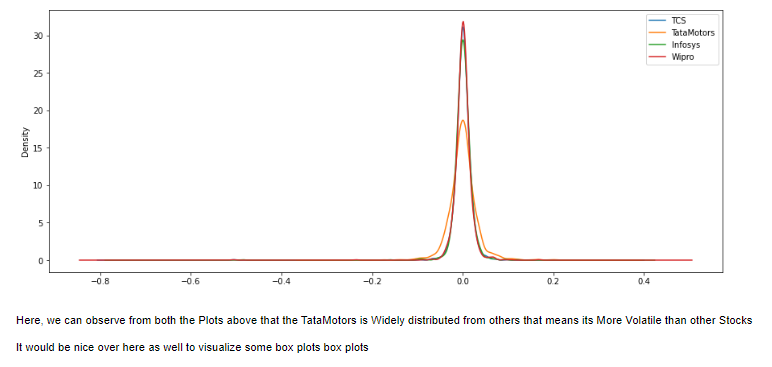 TCS
TataMotors
Infosys
Wipro
30
25
20
15
10
5
0
Density
−0.8
−0.6
−0.4
−0.2
0.0
0.2
0.4
Here, we can observe from both the Plots above that the TataMotors is Widely distributed from others that means its More Volatile than other Stocks
It would be nice over here as well to visualize some box plots box plots